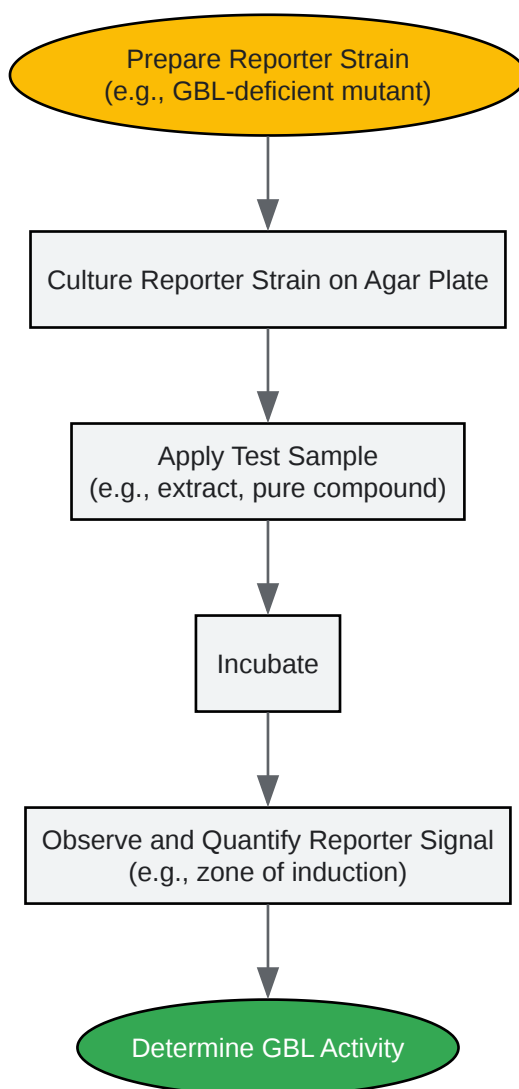 Prepare Reporter Strain
(e.g., GBL-deficient mutant)
Culture Reporter Strain on Agar Plate
Apply Test Sample
(e.g., extract, pure compound)
Incubate
Observe and Quantify Reporter Signal
(e.g., zone of induction)
Determine GBL Activity